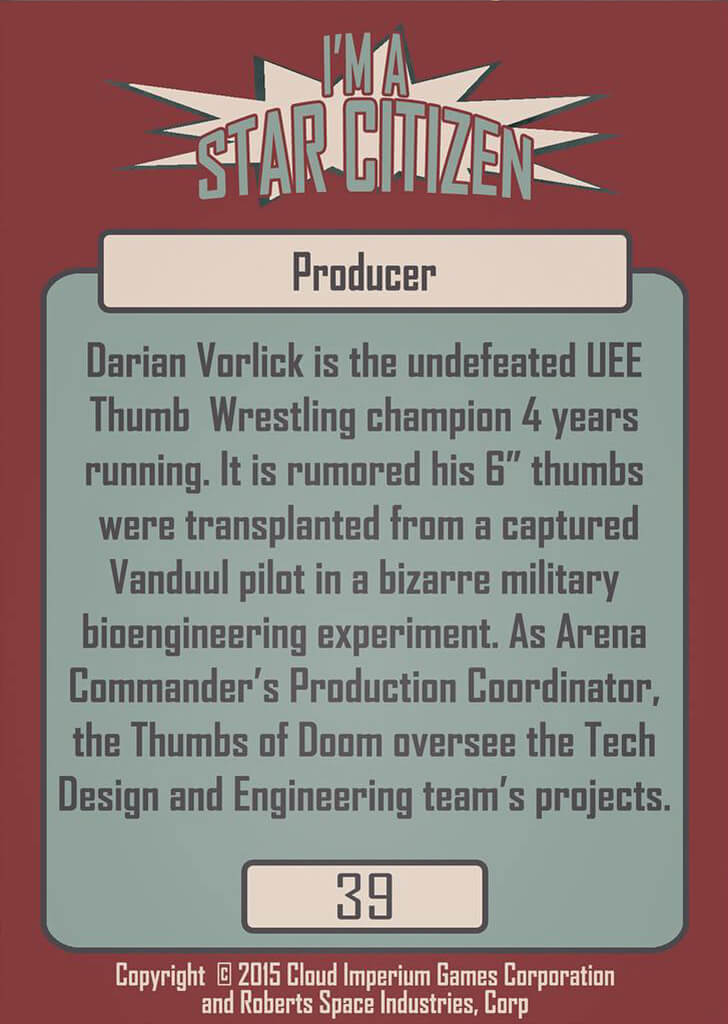 I'M A
STAR CITIZEN
Producer
Darian Vorlick is the undefeated UEE
Thumb Wrestling champion 4 years
running. It is rumored his 6” thumbs
were transplanted from a captured
Vanduul pilot in a bizarre military
bioengineering experiment. As Arena
Commander’s Production Coordinator,
the Thumbs of Doom oversee the Tech
Design and Engineering team’s projects.
39
Copyright © 2015 Cloud Imperium Games Corporation
and Roberts Space Industries, Corp